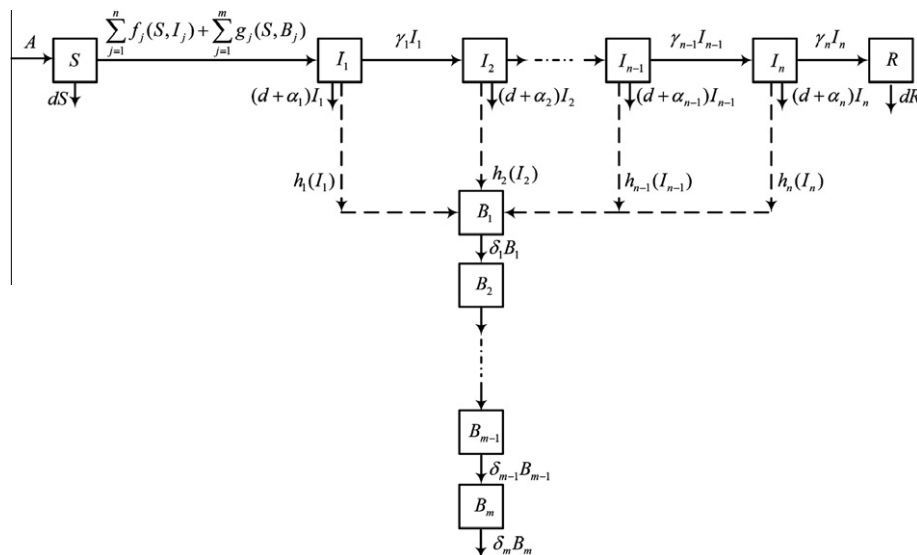 A
S
dS
\sum_{j=1}^{n} f_j(S, I_j) + \sum_{j=1}^{m} g_j(S, B_j)
I_1
γ_1 I_1
I_2
I_{n-1}
γ_{n-1} I_{n-1}
I_n
γ_n I_n
R
(d + α_1)I_1
(d + α_2)I_2
(d + α_{n-1})I_{n-1}
(d + α_n)I_n
dR
h_1(I_1)
h_2(I_2)
h_{n-1}(I_{n-1})
h_n(I_n)
B_1
δ_1 B_1
B_2
B_{m-1}
δ_{m-1} B_{m-1}
B_m
δ_m B_m